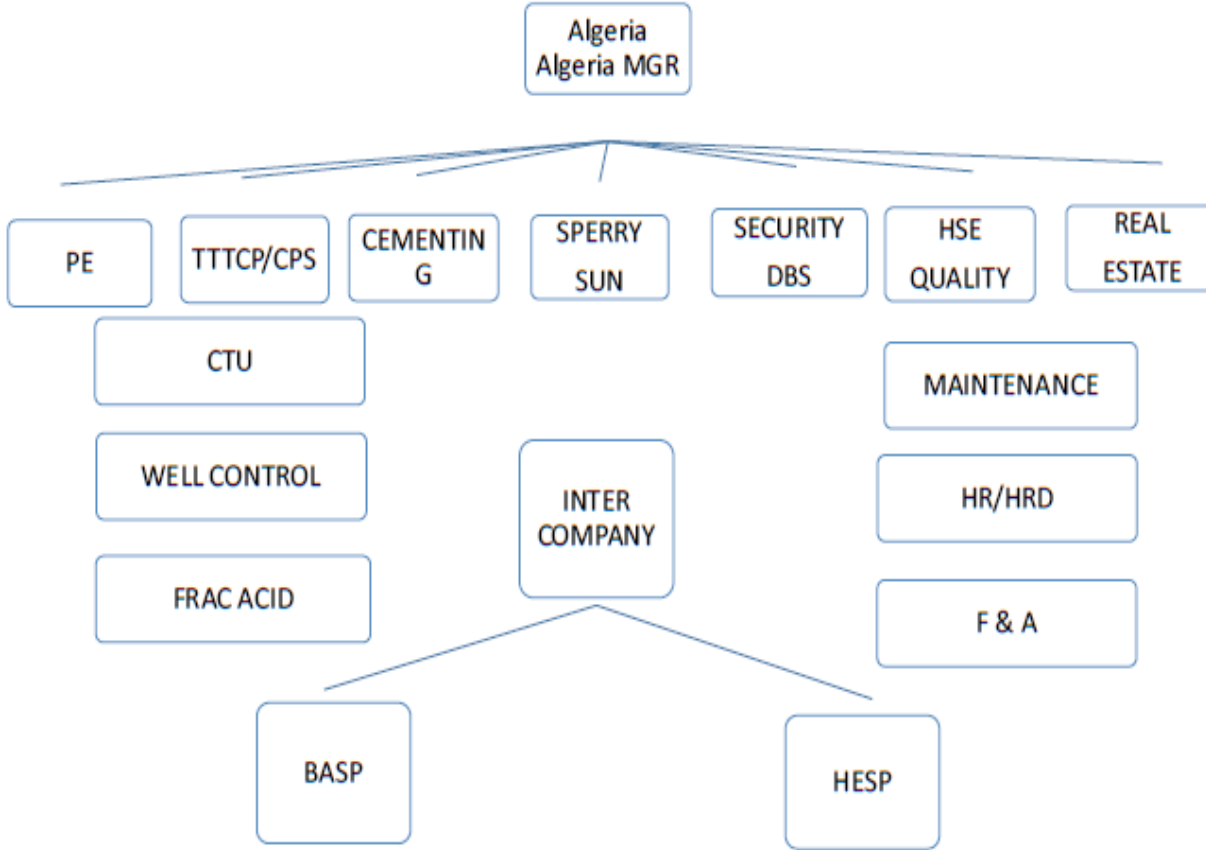 Algeria
Algeria MGR
PE
TTTCP/CPS
CEMENTIN
G
SPERRY
SUN
SECURITY
DBS
HSE
QUALITY
REAL
ESTATE
CTU
MAINTENANCE
WELL CONTROL
INTER
COMPANY
HR/HRD
FRAC ACID
F & A
BASP
HESP